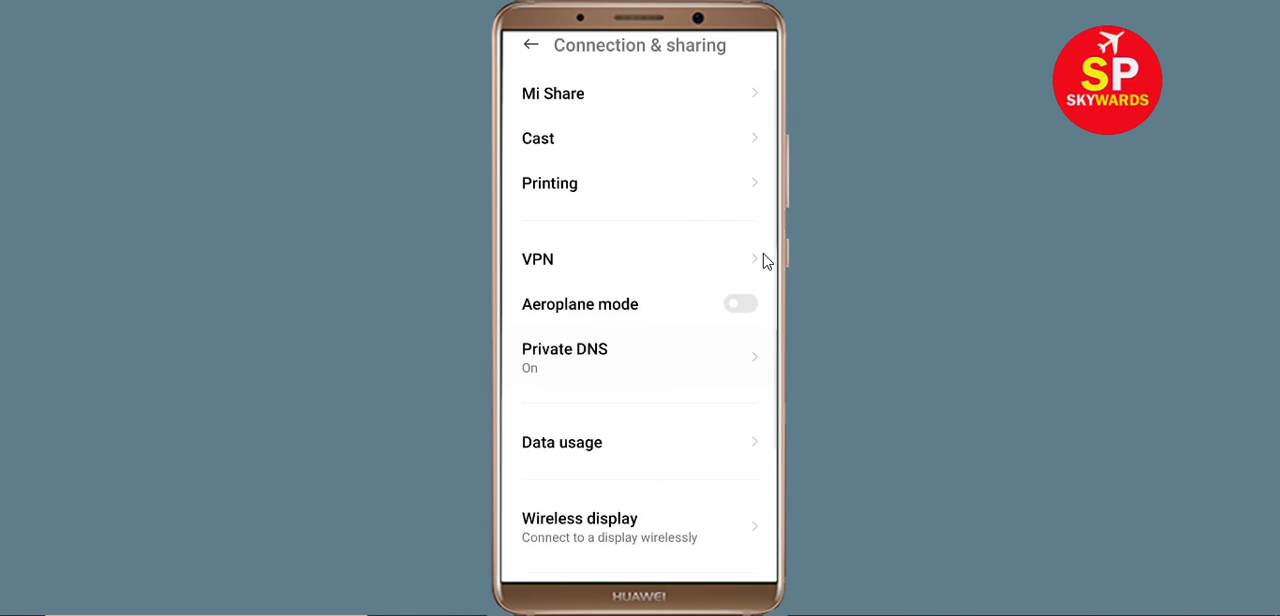 Connection & sharing
Mi Share
Cast
Printing
VPN
Aeroplane mode
Private DNS
On
Data usage
Wireless display
Connect to a display wirelessly
HUAWEI
SP
SKYWARDS